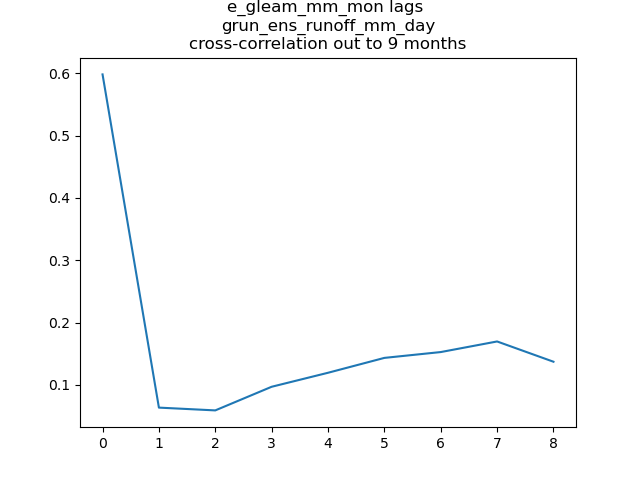 e_gleam_mm_mon lags
grun_ens_runoff_mm_day
cross-correlation out to 9 months
0.6
0.5
0.4
0.3
0.2
0.1
0 1 2 3 4 5 6 7 8